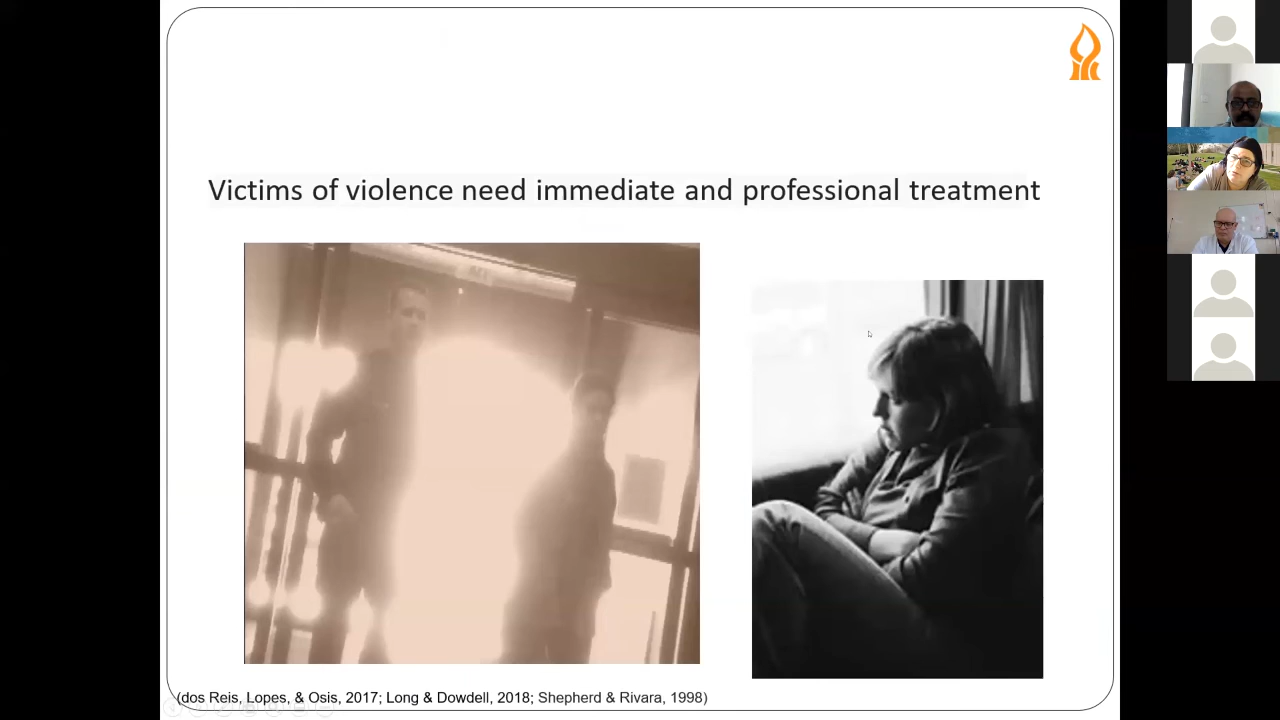 Victims of violence need immediate and professional treatment
(dos Reis, Lopes, & Osis, 2017; Long & Dowdell, 2018; Shepherd & Rivara, 1998)